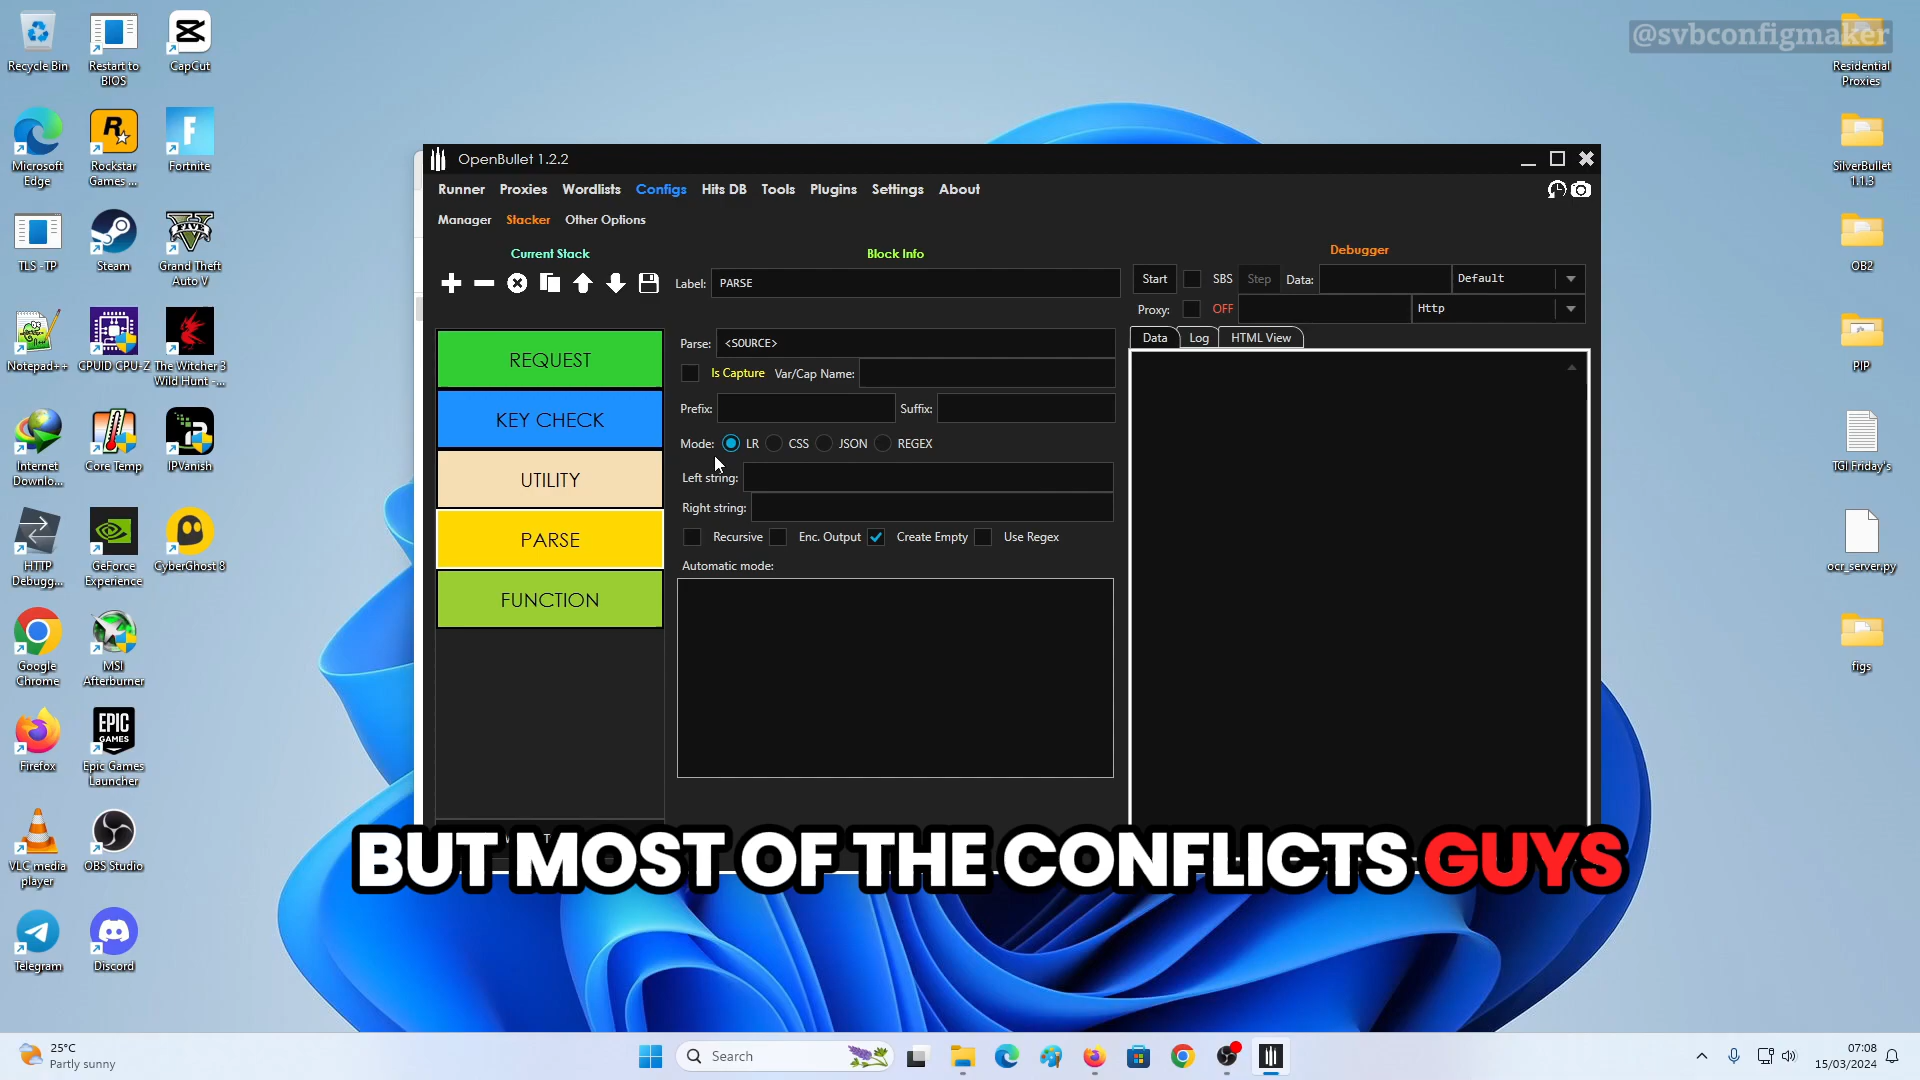 @svbconfigmaker
Recycle Bin
Restart to
BIOS
CapCut
Residential
Proxies
Microsoft
Edge
Rockstar
Games ...
Fortnite
SilverBullet
1.1.3
TLS -TP
Steam
Grand Theft
Auto V
OB2
Notepad++
CPUID CPU-Z
The Witcher 3
Wild Hunt -...
PIP
Internet
Downlo...
Core Temp
IPVanish
TGI Friday's
HTTP
Debugg...
GeForce
Experience
CyberGhost 8
ocr_server.py
Google
Chrome
MSI
Afterburner
figs
Firefox
EPIC
GAMES
Epic Games
Launcher
VLC media
player
OBS Studio
Telegram
Discord
OpenBullet 1.2.2
Runner Proxies Wordlists Configs Hits DB Tools Plugins Settings About
Manager Stacker Other Options
Current Stack
Block Info
Debugger
Label: PARSE
Start SBS Step Data: Default
Proxy: OFF Http
Data Log HTML View
REQUEST
KEY CHECK
UTILITY
PARSE
FUNCTION
Parse: <SOURCE>
Is Capture Var/Cap Name:
Prefix: Suffix:
Mode: LR CSS JSON REGEX
Left string:
Right string:
Recursive Enc. Output Create Empty Use Regex
Automatic mode:
BUT MOST OF THE CONFLICTS GUYS
25°C
Partly sunny
Search
07:08
15/03/2024